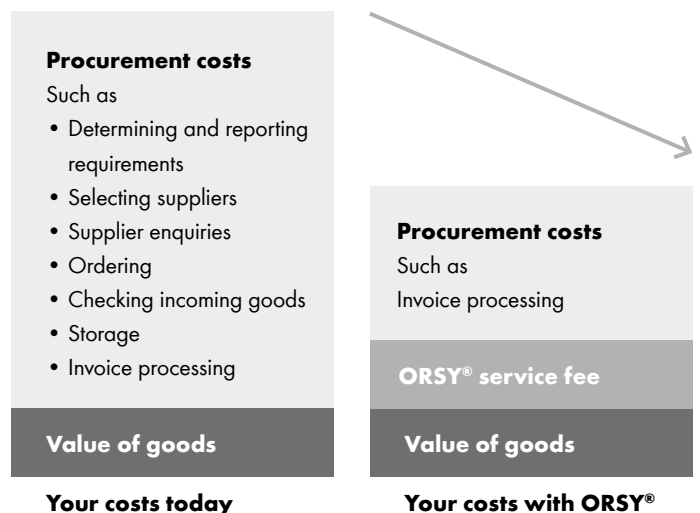 Procurement costs
Such as
• Determining and reporting
requirements
• Selecting suppliers
• Supplier enquiries
• Ordering
• Checking incoming goods
• Storage
• Invoice processing
Value of goods
Your costs today
Procurement costs
Such as
Invoice processing
ORSY® service fee
Value of goods
Your costs with ORSY®